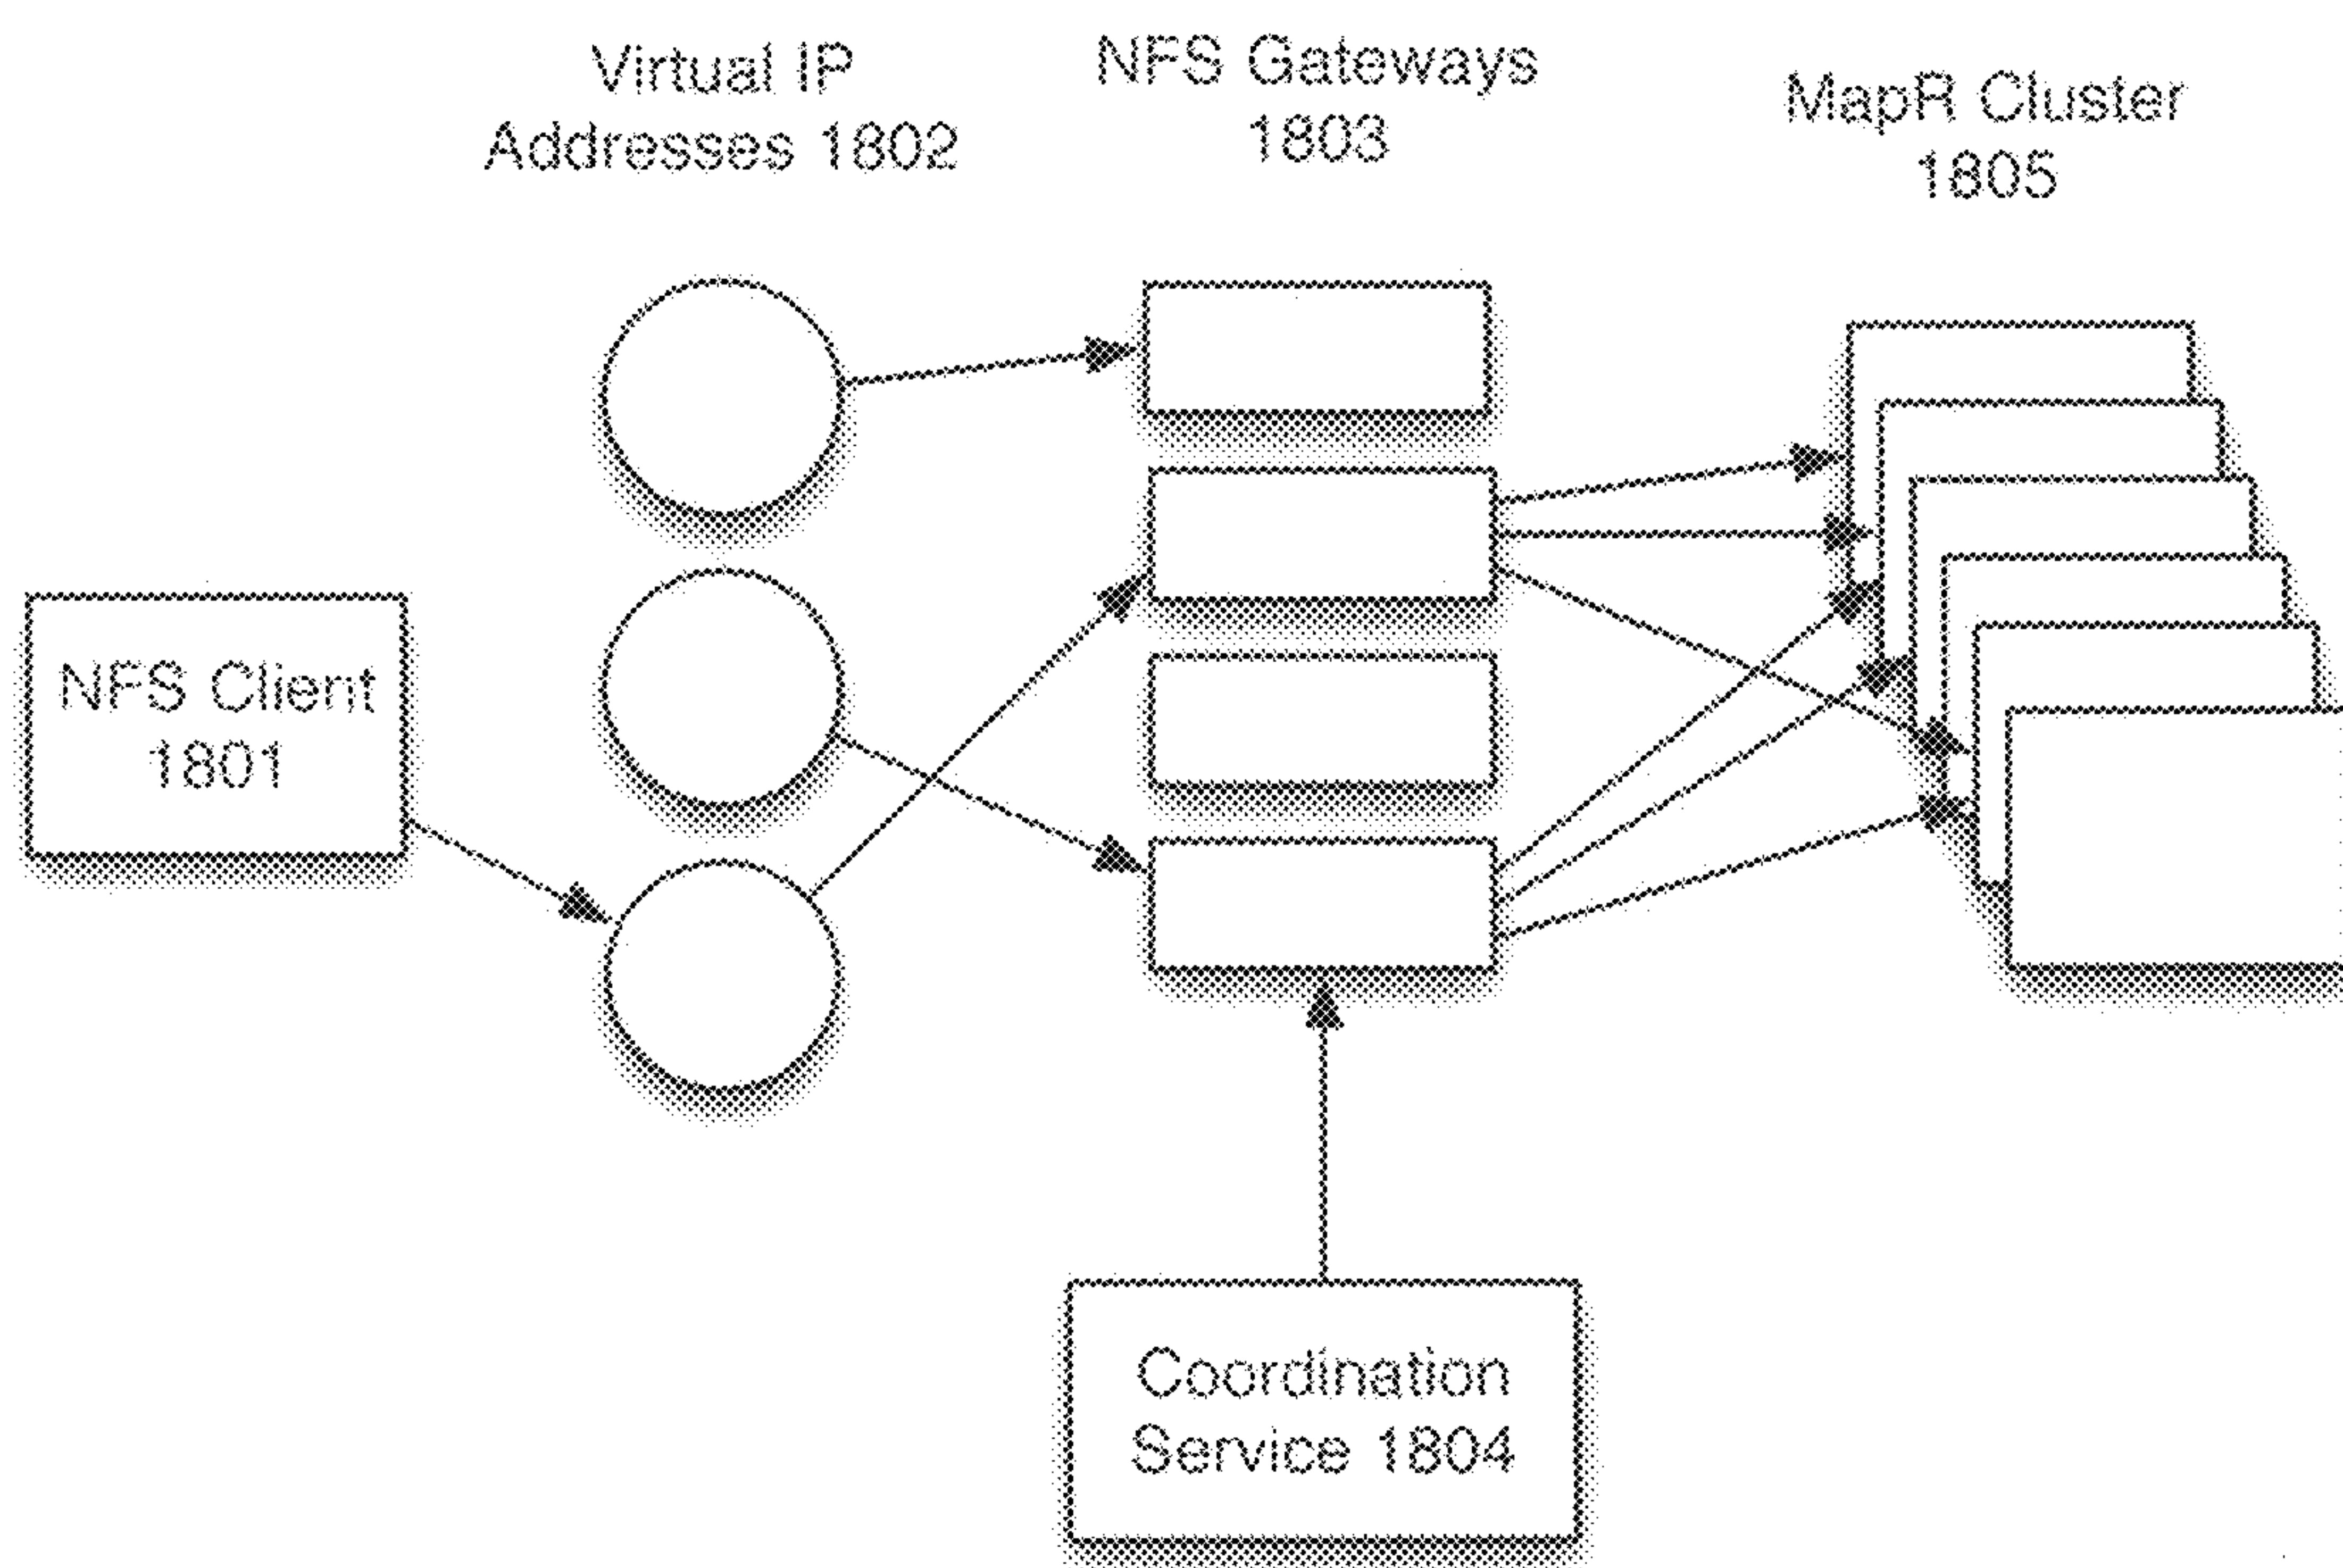 Virtual IP
Addresses 1802
NFS Gateways
1803
MapR Cluster
1805
NFS Client
1801
Coordination
Service 1804